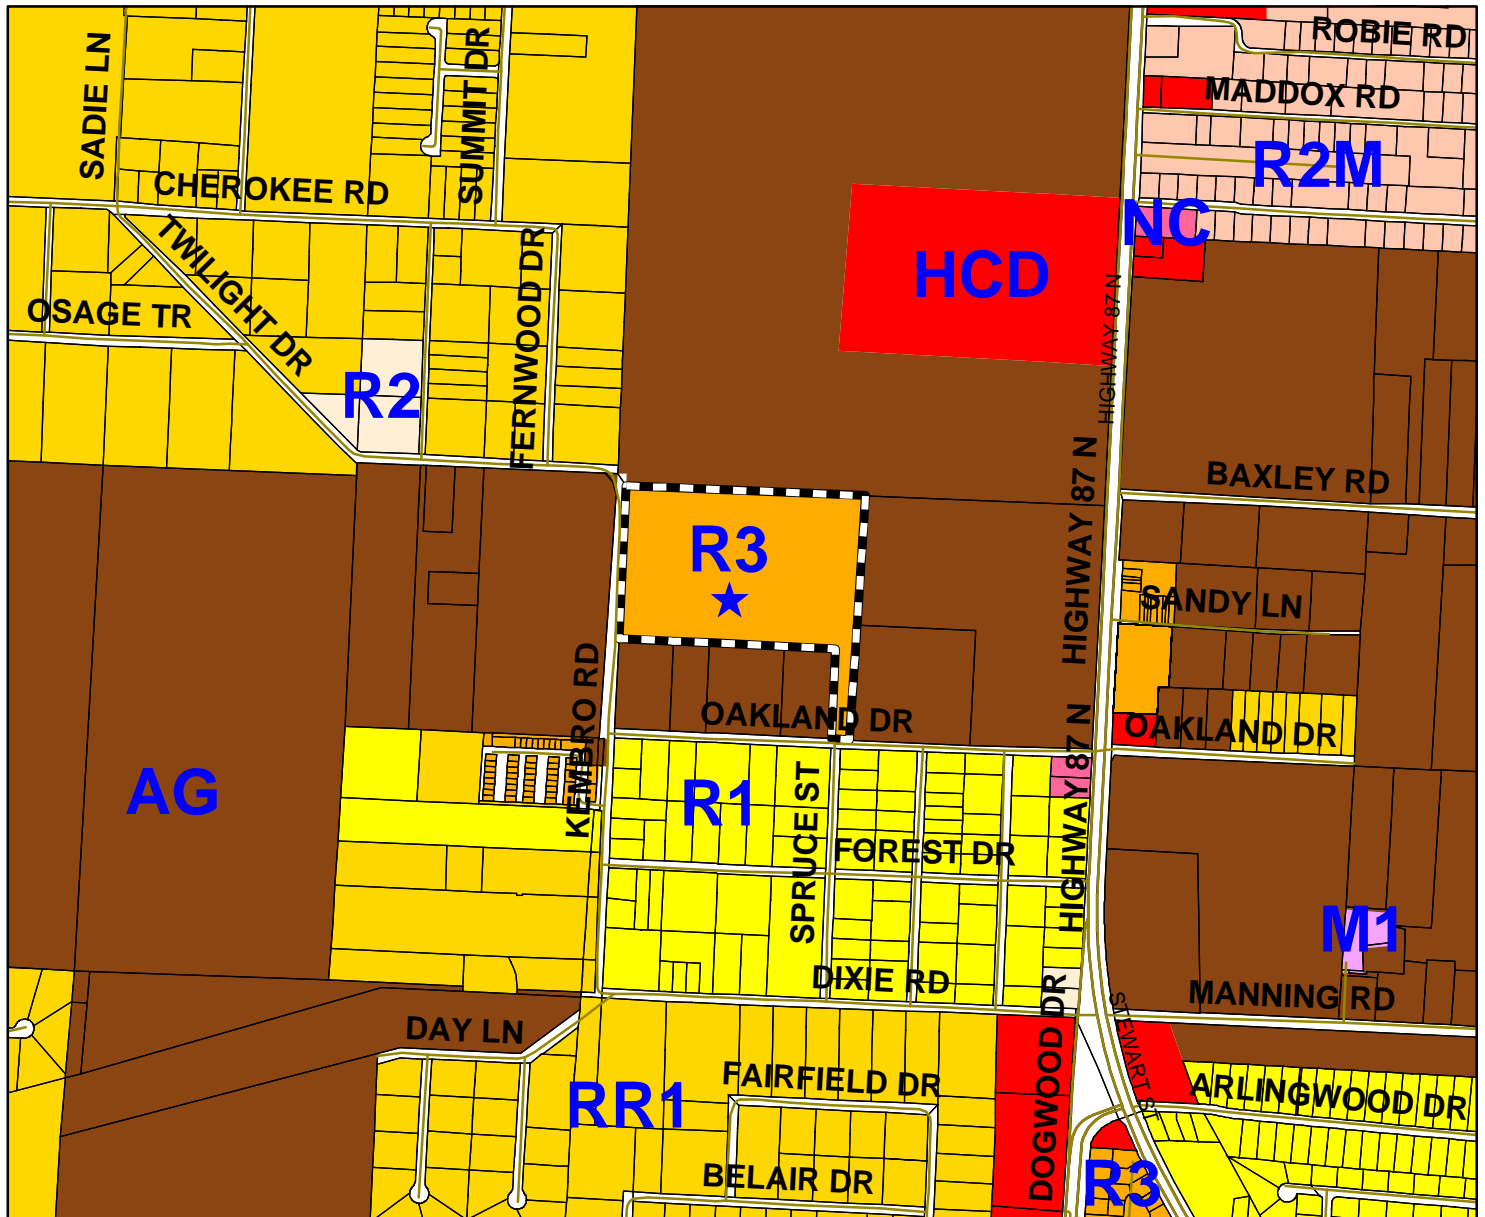 ROBIE RD
SADIE LN
SUMMIT DR
MADDOX RD
R2M
CHEROKEE RD
NC
TWILIGHT DR
FERNWOOD DR
HCD
OSAGE TR
HIGHWAY 87 N
R2
HIGHWAY 87 N
BAXLEY RD
R3
SANDY LN
KEMBRO RD
OAKLAND DR
HIGHWAY 87 N
OAKLAND DR
AG
R1
SPRUCE ST
FOREST DR
M1
DIXIE RD
MANNING RD
DAY LN
DOGWOOD DR
STEWART ST
FAIRFIELD DR
RR1
ARLINGWOOD DR
BELAIR DR
R3